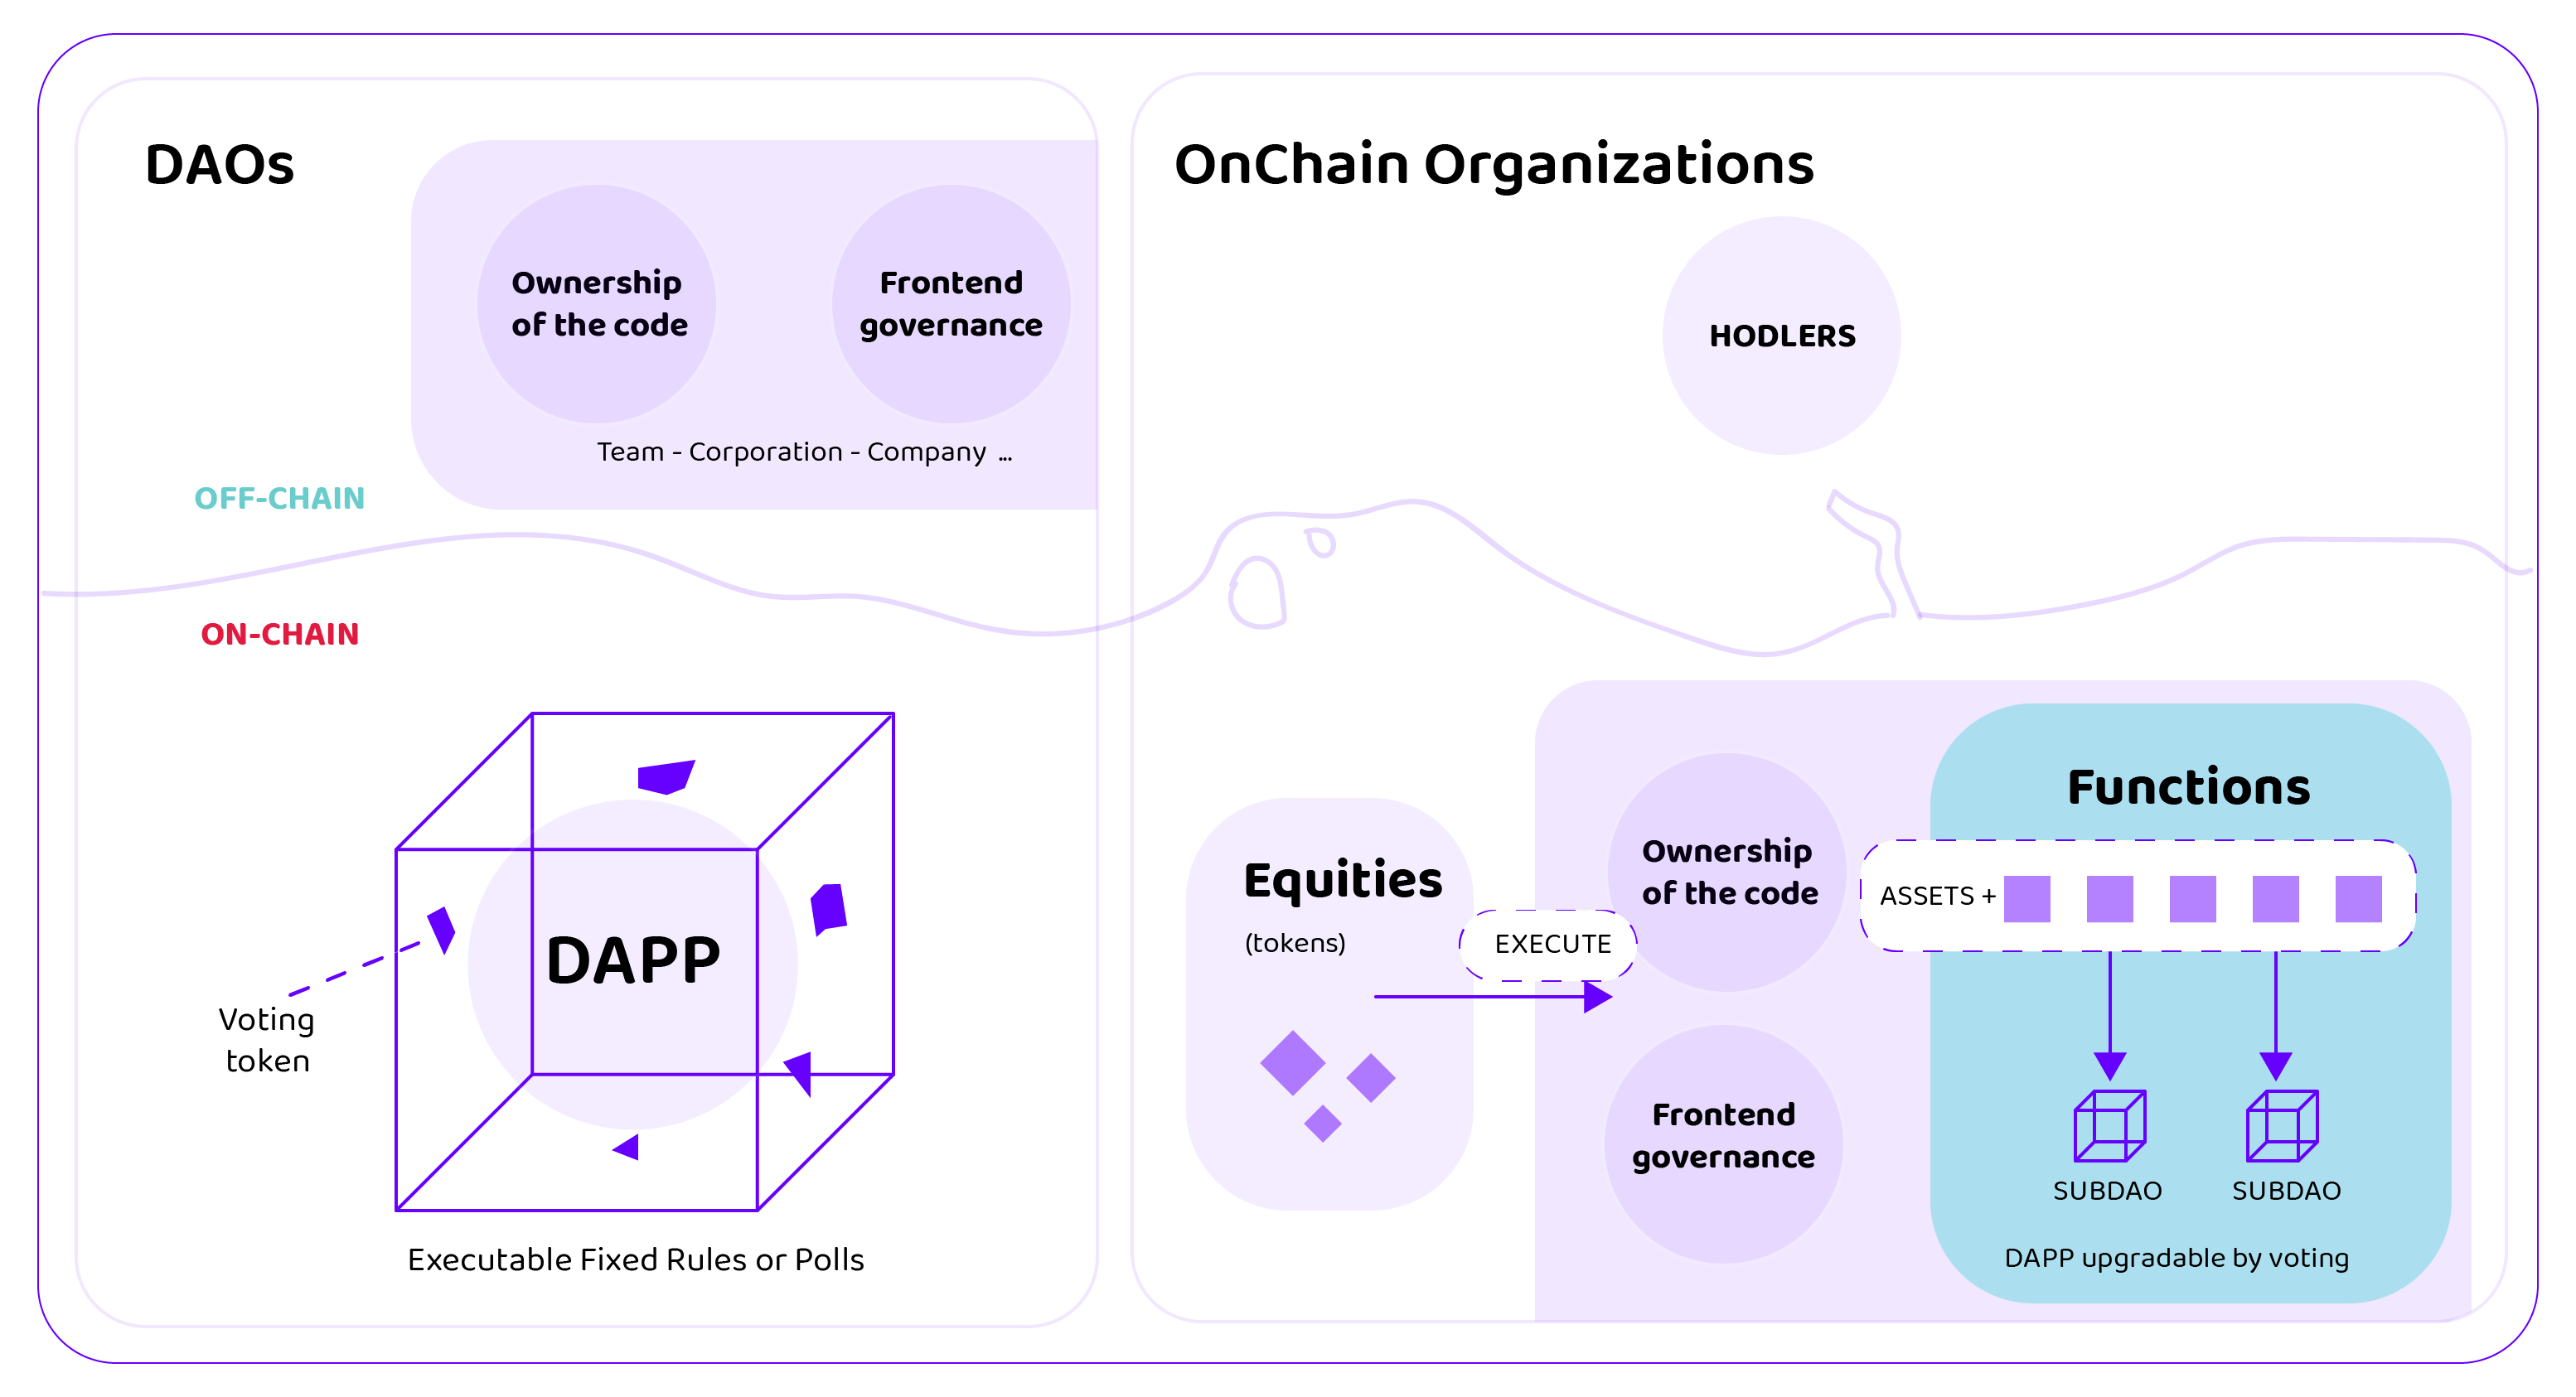 DAOs
Ownership
of the code
Frontend
governance
Team - Corporation - Company ...
OFF-CHAIN
ON-CHAIN
DAPP
Voting
token
Executable Fixed Rules or Polls
OnChain Organizations
HODLERS
Equities
(tokens)
EXECUTE
Ownership
of the code
Frontend
governance
Functions
ASSETS +
SUBDAO
SUBDAO
DAPP upgradable by voting